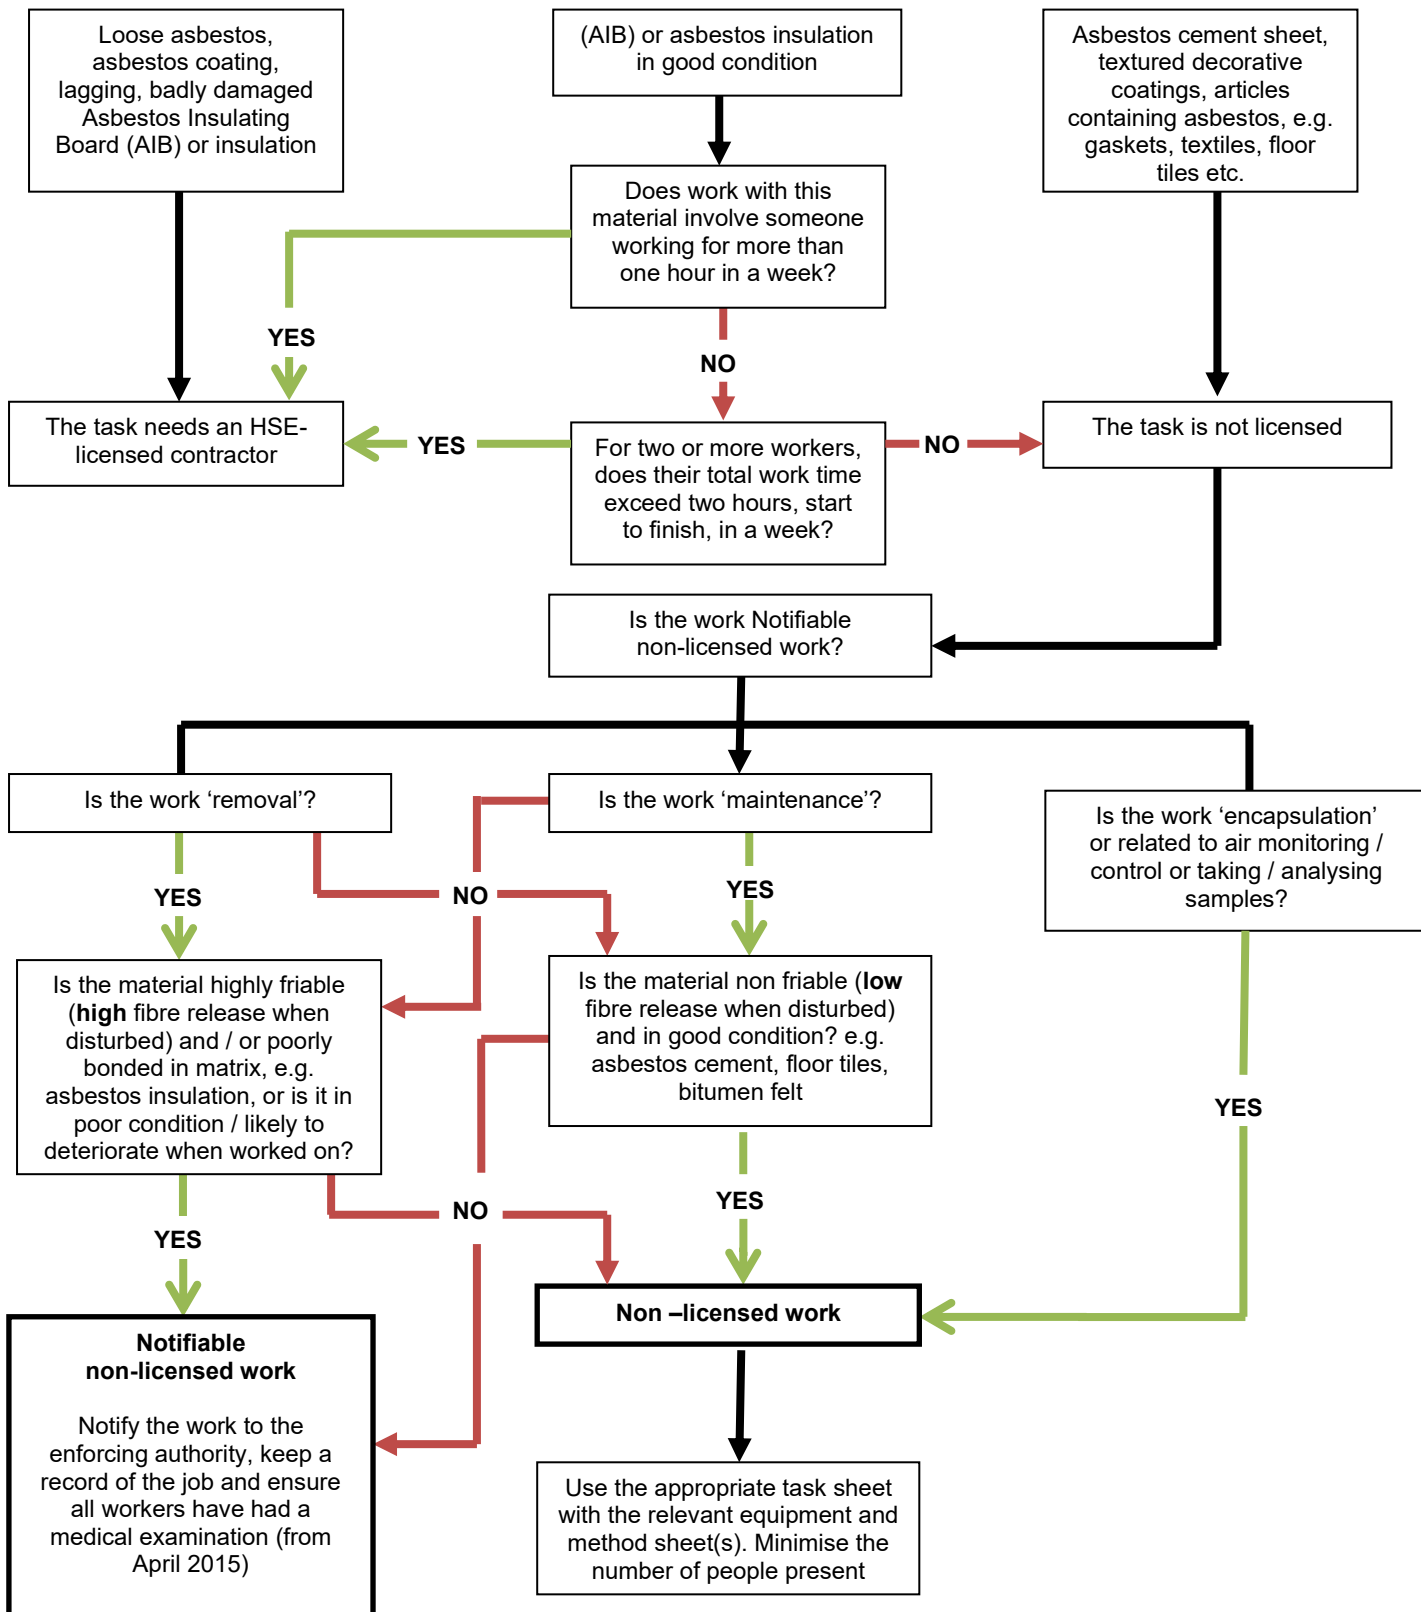 Loose asbestos,
asbestos coating,
lagging, badly damaged
Asbestos Insulating
Board (AIB) or insulation
(AIB) or asbestos insulation
in good condition
Asbestos cement sheet,
textured decorative
coatings, articles
containing asbestos, e.g.
gaskets, textiles, floor
tiles etc.
Does work with this
material involve someone
working for more than
one hour in a week?
YES
NO
The task needs an HSE-
licensed contractor
YES
For two or more workers,
does their total work time
exceed two hours, start
to finish, in a week?
NO
The task is not licensed
Is the work Notifiable
non-licensed work?
Is the work ‘removal’?
Is the work ‘maintenance’?
Is the work ‘encapsulation’
or related to air monitoring /
control or taking / analysing
samples?
YES
NO
YES
Is the material highly friable
(high fibre release when
disturbed) and / or poorly
bonded in matrix, e.g.
asbestos insulation, or is it in
poor condition / likely to
deteriorate when worked on?
Is the material non friable (low
fibre release when disturbed)
and in good condition? e.g.
asbestos cement, floor tiles,
bitumen felt
YES
YES
NO
YES
Notifiable
non-licensed work
Notify the work to the
enforcing authority, keep a
record of the job and ensure
all workers have had a
medical examination (from
April 2015)
Non –licensed work
Use the appropriate task sheet
with the relevant equipment and
method sheet(s). Minimise the
number of people present